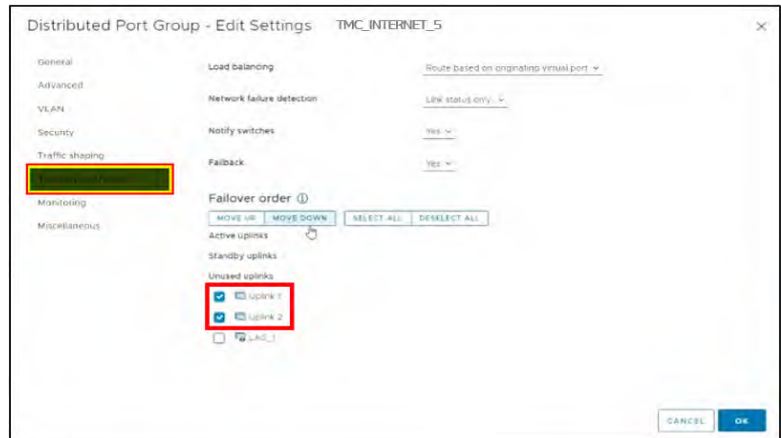 Distributed Port Group - Edit Settings TMC_INTERNET_5
General
Advanced
VLAN
Security
Traffic shaping
Monitoring
Miscellaneous
Load balancing Route based on originating virtual port
Network failure detection Link status only
Notify switches Yes
Failback Yes
Failover order
MOVE UP MOVE DOWN SELECT ALL DESELECT ALL
Active uplinks
Standby uplinks
Unused uplinks
Uplink 1
Uplink 2
LAG_1
CANCEL OK